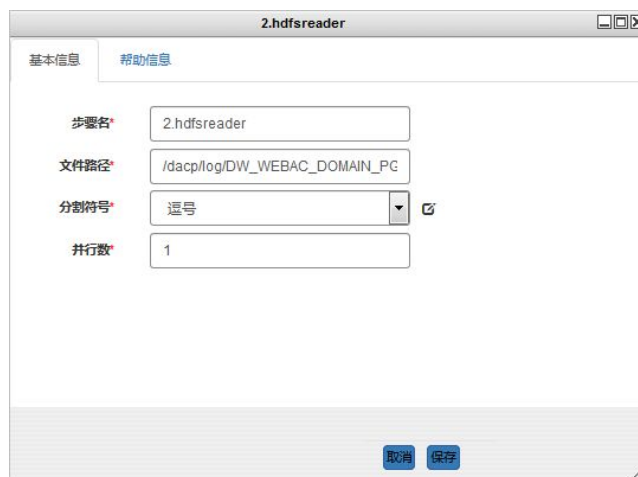 2.hdfsreader
基本信息 帮助信息
步骤名* 2.hdfsreader
文件路径* /dacp/log/DW_WEBAC_DOMAIN_PG
分割符号* 逗号
并行数* 1
取消 保存